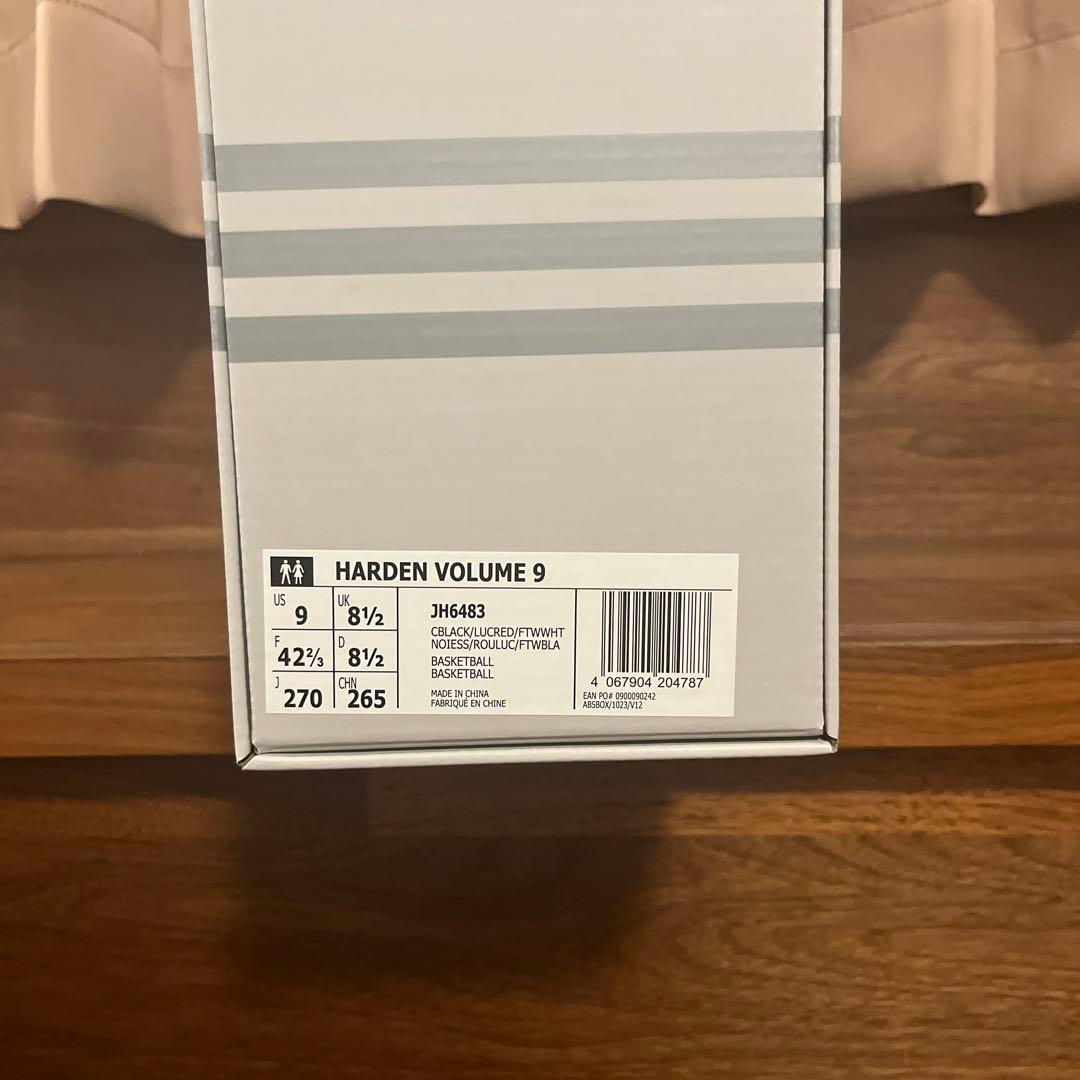 HARDEN VOLUME 9
US 9 UK 8½
F 42⅔ D 8½
J 270 CHN 265
JH6483
CBLACK/LUCRED/FTWWHT
NOIESS/ROULUC/FTWBLA
BASKETBALL
BASKETBALL
MADE IN CHINA
FABRIQUÉ EN CHINE
4 067904 204787
EAN PO# 0900090242
ABSBOX/1023/V12